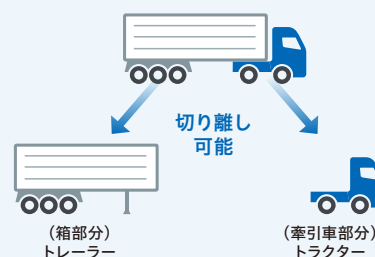 切り離し
可能
（箱部分）
トレーラー
（牽引車部分）
トラクター